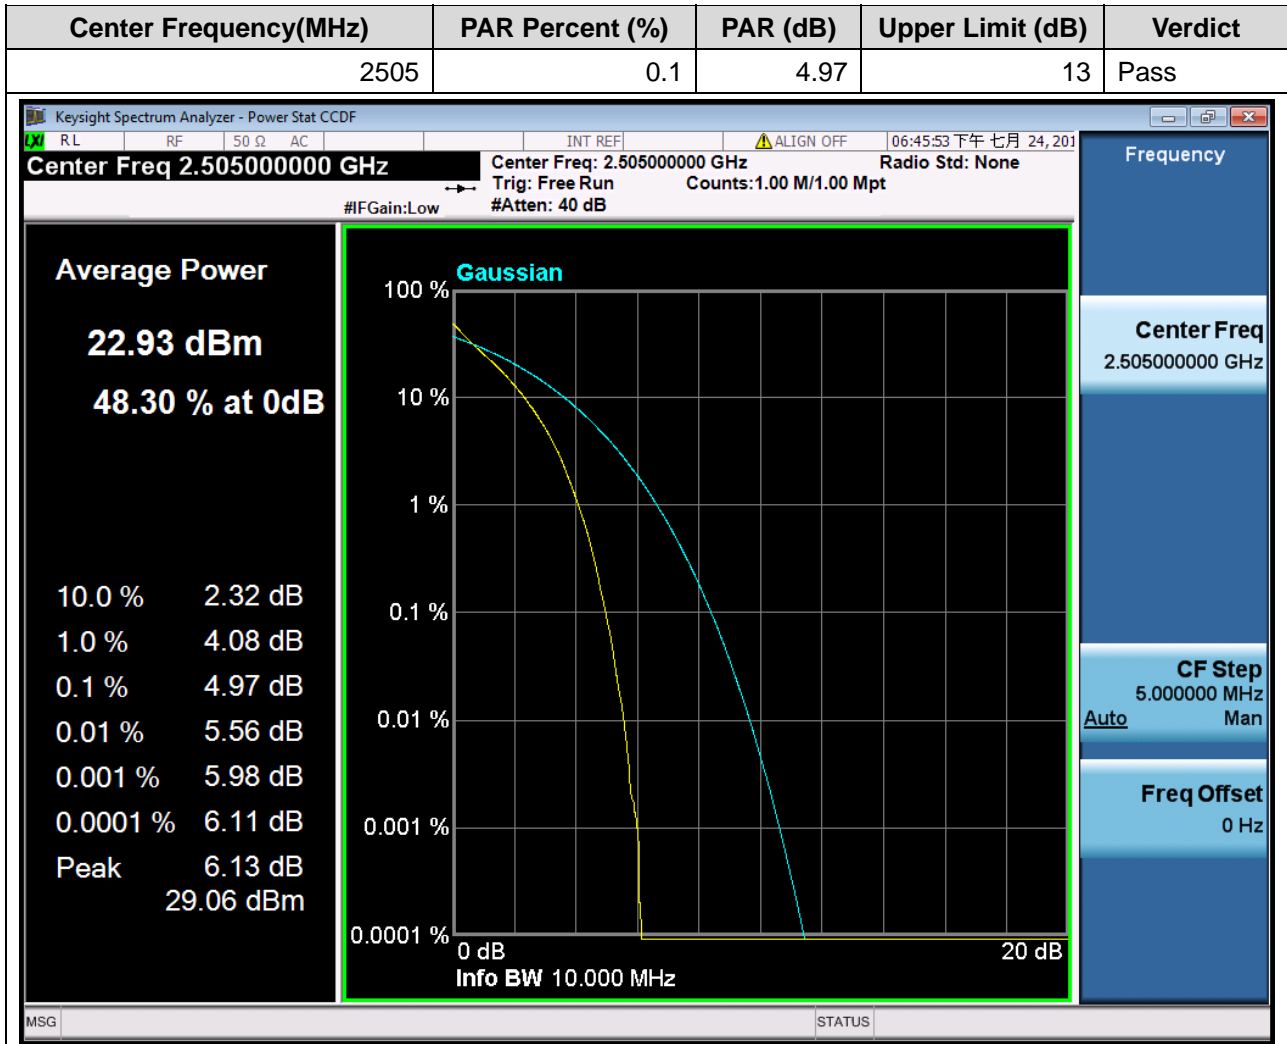 Center Frequency(MHz) PAR Percent (%) PAR (dB) Upper Limit (dB) Verdict
2505 0.1 4.97 13 Pass
Keysight Spectrum Analyzer - Power Stat CCDF
LXI RL RF 50 Ω AC INT REF ALIGN OFF 06:45:53 下午 七月 24, 201
Center Freq 2.505000000 GHz
Center Freq: 2.505000000 GHz Radio Std: None
Trig: Free Run Counts:1.00 M/1.00 Mpt
#IFGain:Low #Atten: 40 dB
Frequency
Average Power
22.93 dBm
48.30 % at 0dB
10.0 % 2.32 dB
1.0 % 4.08 dB
0.1 % 4.97 dB
0.01 % 5.56 dB
0.001 % 5.98 dB
0.0001 % 6.11 dB
Peak 6.13 dB
29.06 dBm
Gaussian
100 %
10 %
1 %
0.1 %
0.01 %
0.001 %
0.0001 %
0 dB 20 dB
Info BW 10.000 MHz
Center Freq
2.505000000 GHz
CF Step
5.000000 MHz
Auto Man
Freq Offset
0 Hz
MSG STATUS